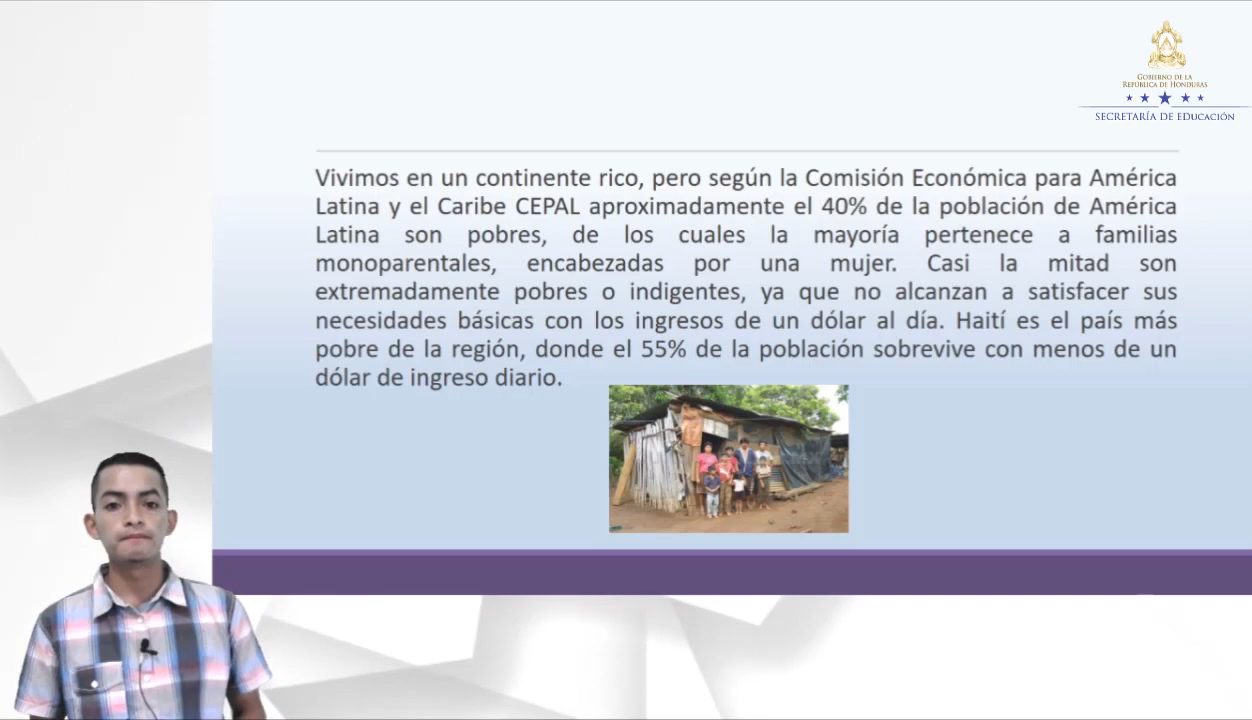 GOBIERNO DE LA
REPÚBLICA DE HONDURAS
SECRETARÍA DE EDUCACIÓN
Vivimos en un continente rico, pero según la Comisión Económica para América
Latina y el Caribe CEPAL aproximadamente el 40% de la población de América
Latina son pobres, de los cuales la mayoría pertenece a familias
monoparentales, encabezadas por una mujer. Casi la mitad son
extremadamente pobres o indigentes, ya que no alcanzan a satisfacer sus
necesidades básicas con los ingresos de un dólar al día. Haití es el país más
pobre de la región, donde el 55% de la población sobrevive con menos de un
dólar de ingreso diario.